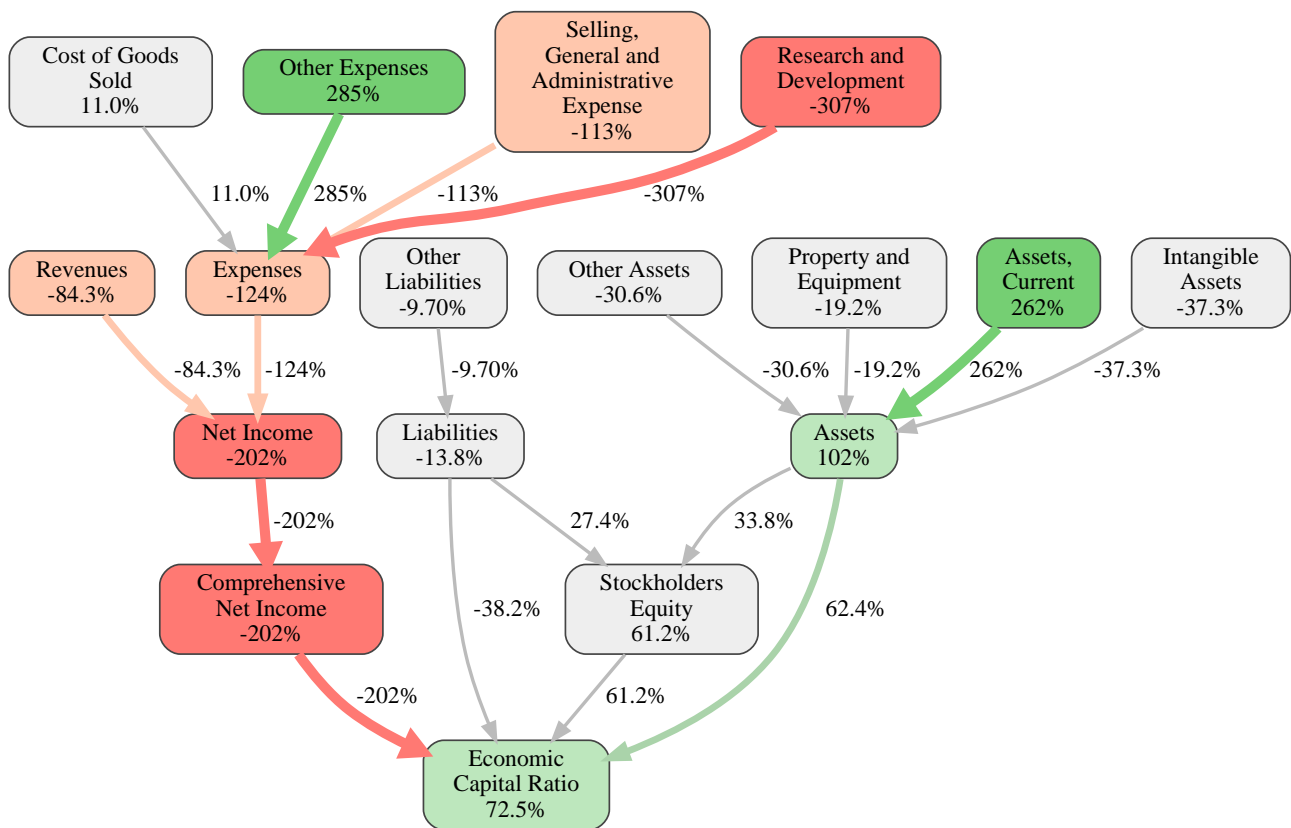 Cost of Goods
Sold
11.0%
Other Expenses
285%
Selling,
General and
Administrative
Expense
-113%
Research and
Development
-307%
11.0%
285%
-113%
-307%
Revenues
-84.3%
Expenses
-124%
Other
Liabilities
-9.70%
Other Assets
-30.6%
Property and
Equipment
-19.2%
Assets,
Current
262%
Intangible
Assets
-37.3%
-84.3%
-124%
-9.70%
-30.6%
-19.2%
262%
-37.3%
Net Income
-202%
Liabilities
-13.8%
Assets
102%
-202%
27.4%
33.8%
Comprehensive
Net Income
-202%
-38.2%
Stockholders
Equity
61.2%
62.4%
-202%
61.2%
Economic
Capital Ratio
72.5%